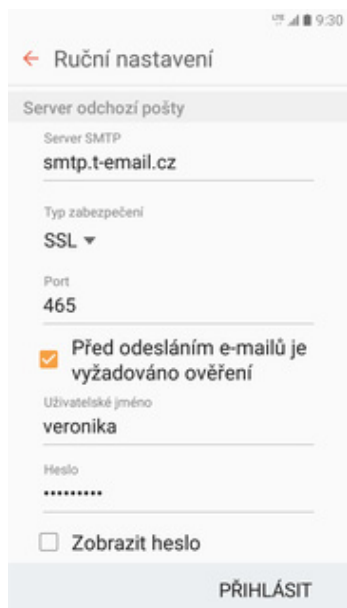 9:30
Ruční nastavení
Server odchozí pošty
Server SMTP
smtp.t-email.cz
Typ zabezpečení
SSL
Port
465
Před odesláním e-mailů je
vyžadováno ověření
Uživatelské jméno
veronika
Heslo
•••••••••
Zobrazit heslo
PŘIHLÁSIT